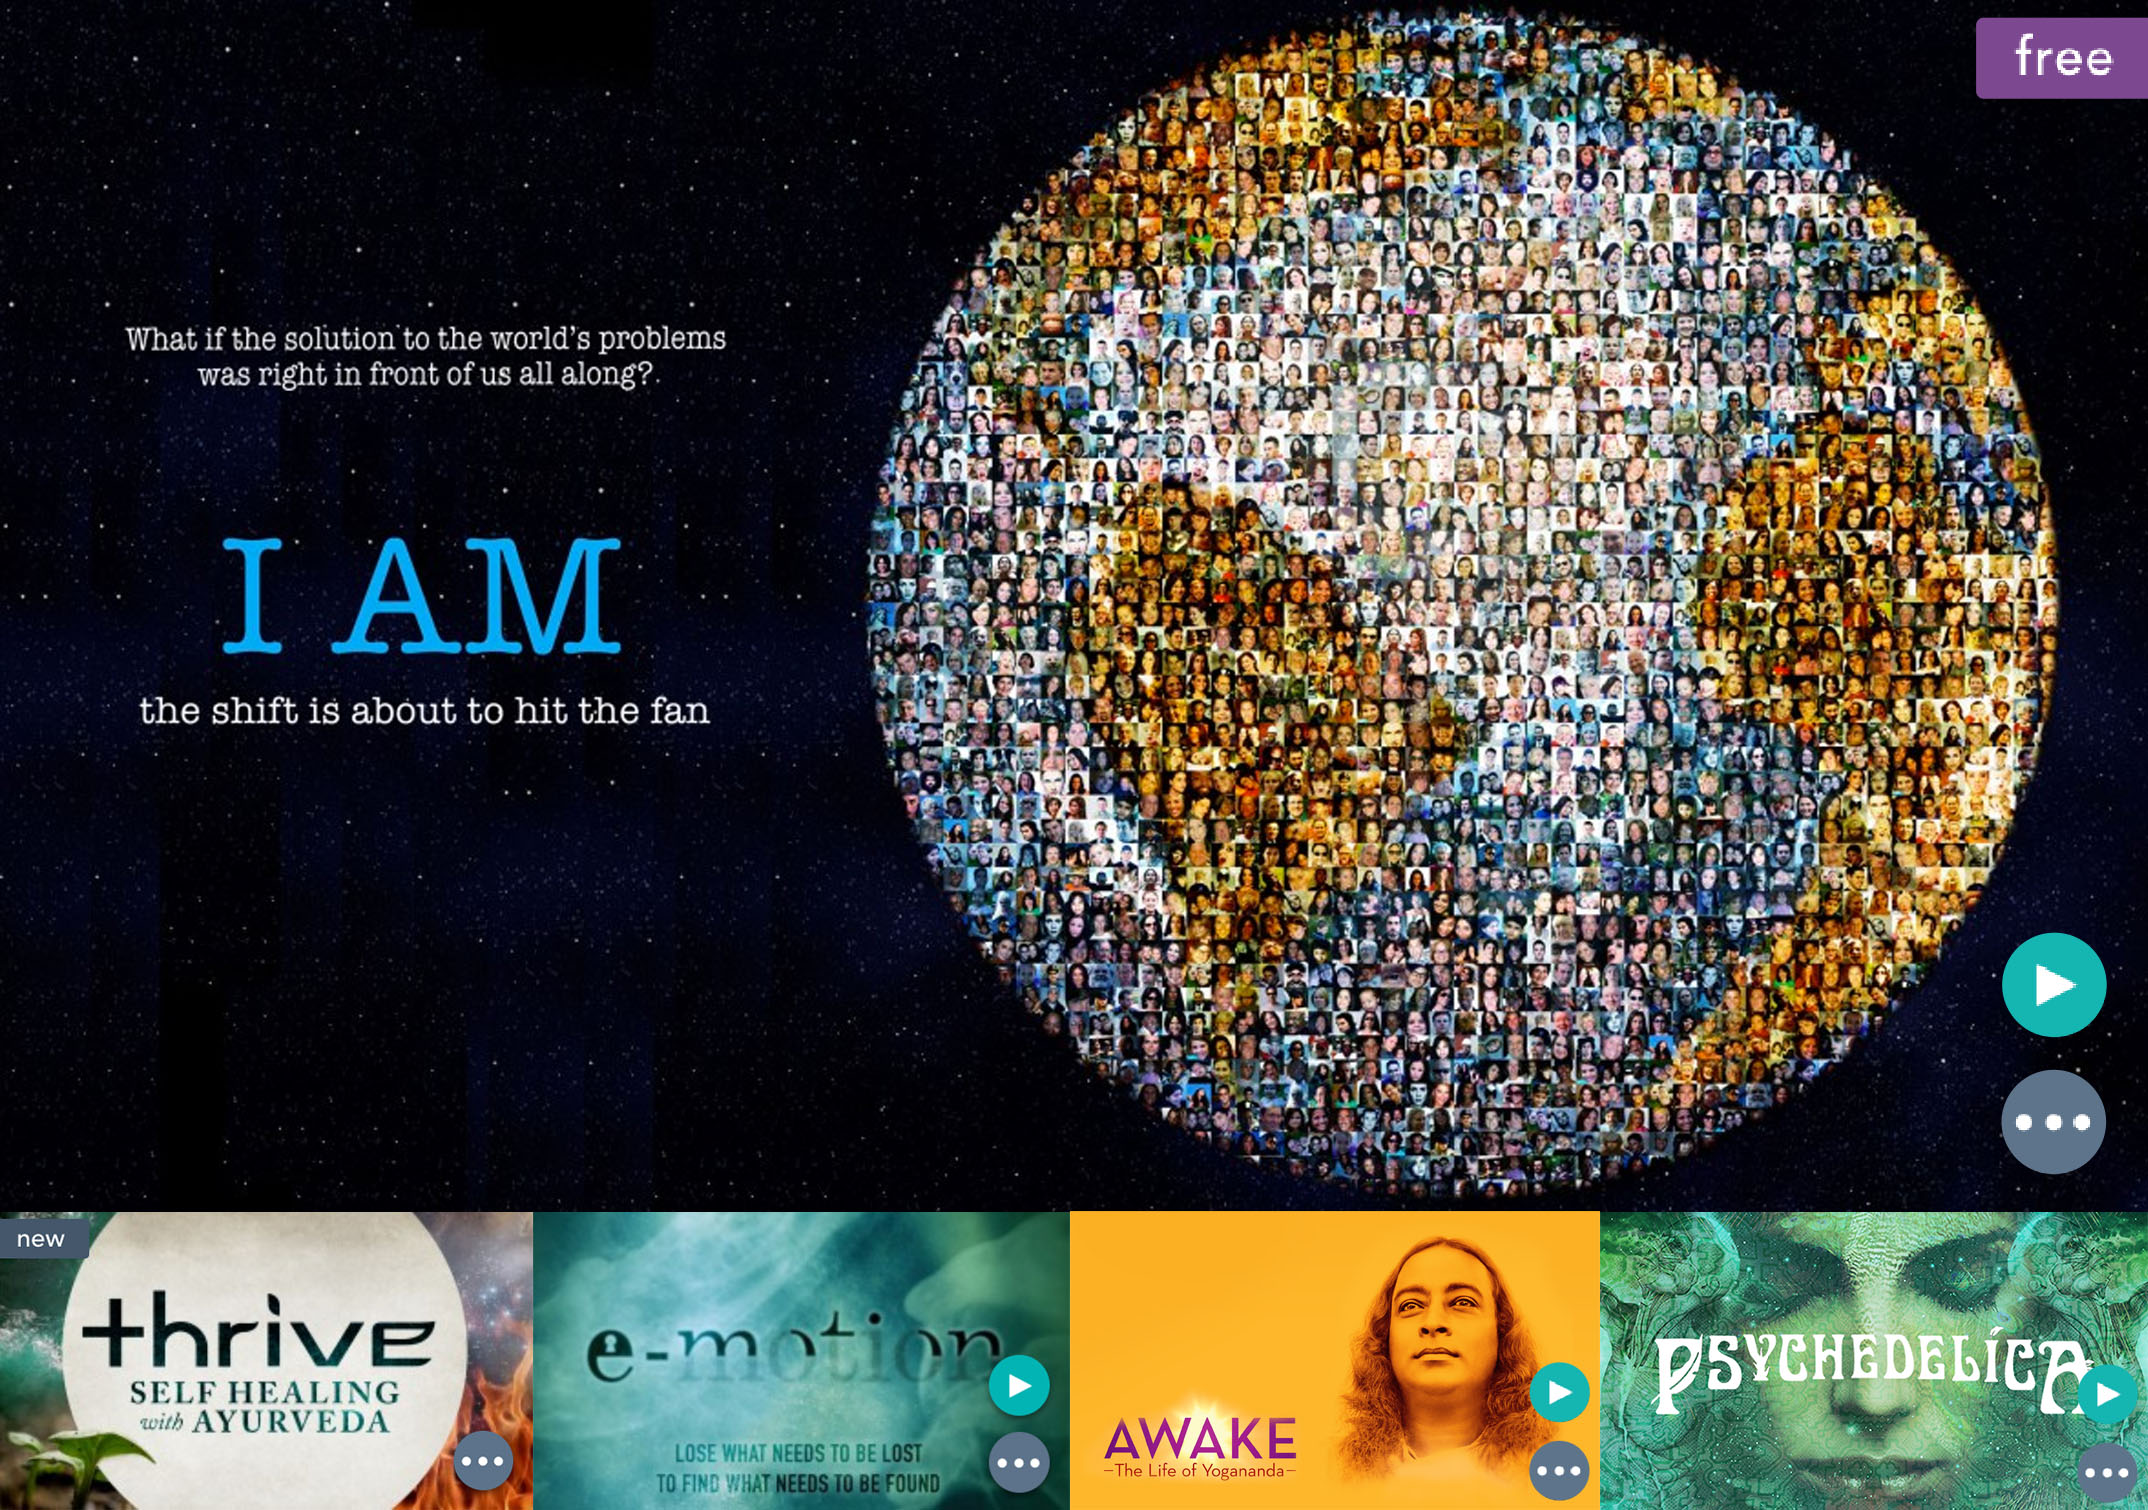 free
What if the solution to the world's problems
was right in front of us all along?
I AM
the shift is about to hit the fan
new
thrive
SELF HEALING
with AYURVEDA
e-motion
LOSE WHAT NEEDS TO BE LOST
TO FIND WHAT NEEDS TO BE FOUND
AWAKE
—The Life of Yogananda—
PSYCHEDELICA